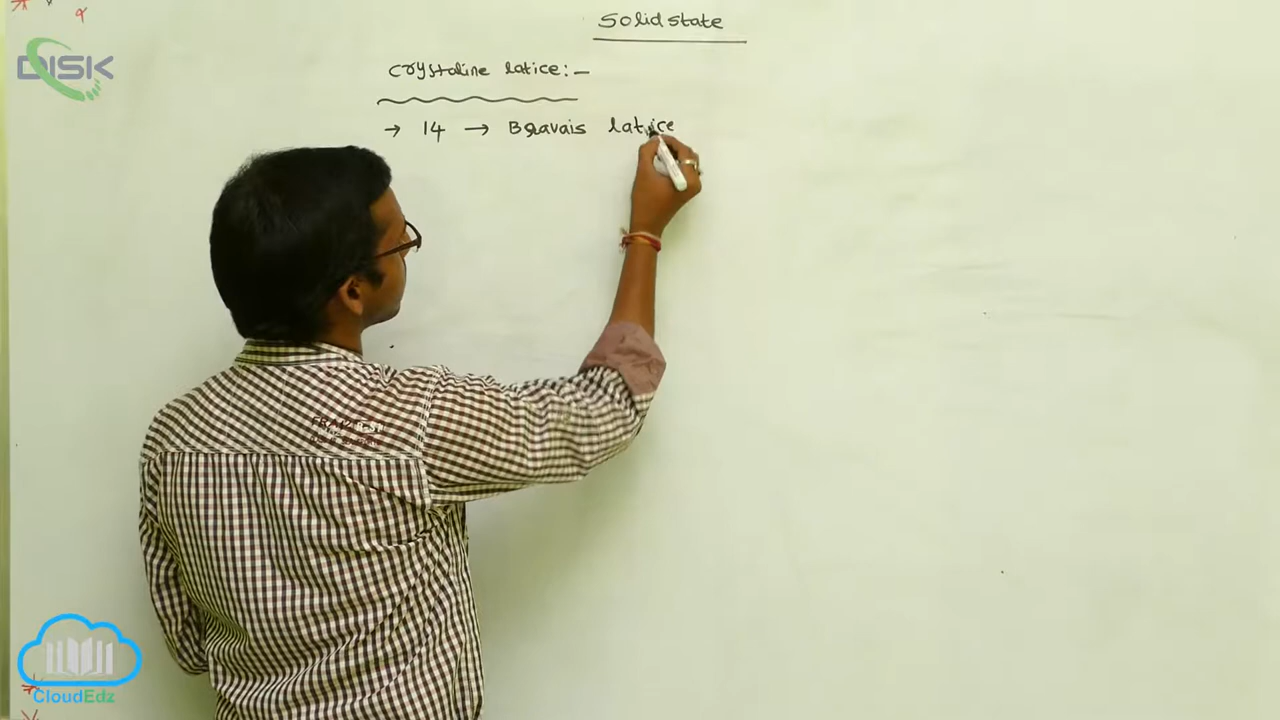 Solid state
DISK
crystaline latice:-
→ 14 → Bravais latice
CloudEdz